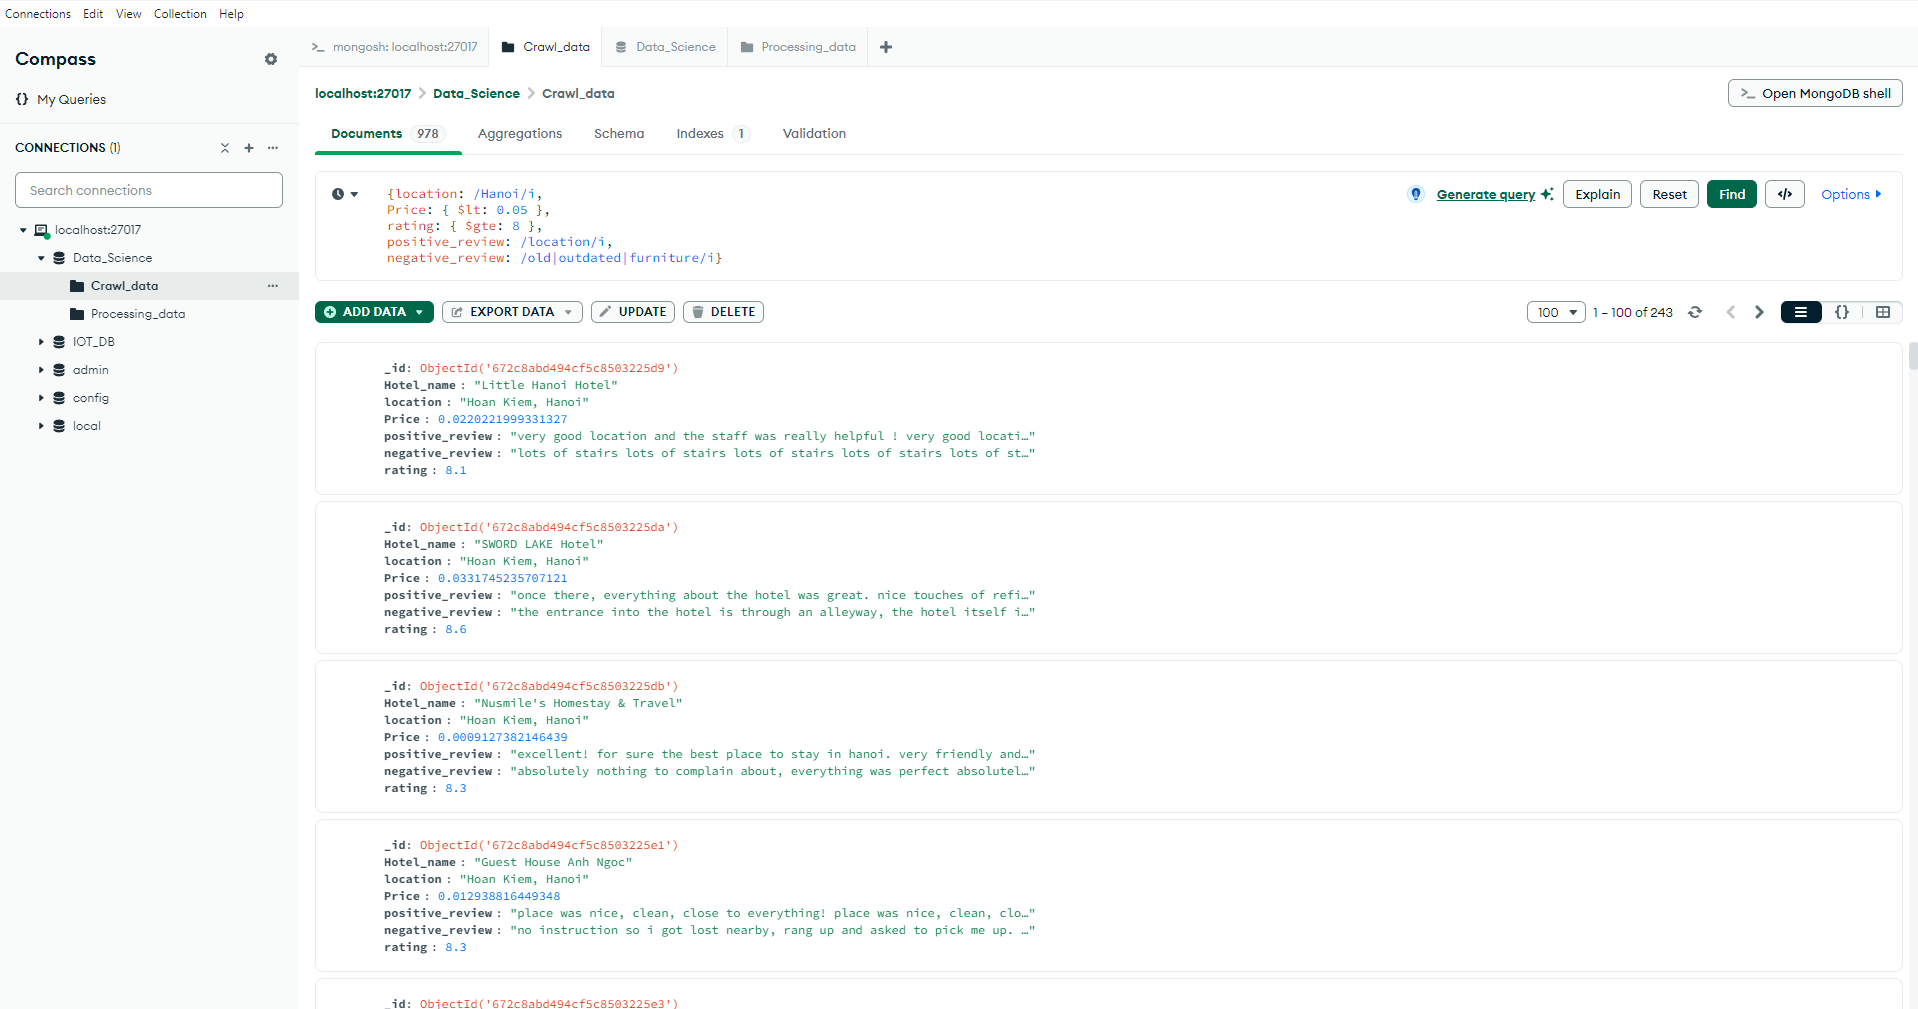 Connections Edit View Collection Help
Compass
My Queries
CONNECTIONS (1)
Search connections
localhost:27017
Data_Science
Crawl_data
Processing_data
IOT_DB
admin
config
local
mongosh: localhost:27017 Crawl_data Data_Science Processing_data
localhost:27017 > Data_Science > Crawl_data
Open MongoDB shell
Documents 978 Aggregations Schema Indexes 1 Validation
{location: /Hanoi/i,
Price: { $lt: 0.05 },
rating: { $gte: 8 },
positive_review: /location/i,
negative_review: /old|outdated|furniture/i}
Generate query Explain Reset Find </> Options
ADD DATA EXPORT DATA UPDATE DELETE
100 1 – 100 of 243 {}
_id: ObjectId('672c8abd494cf5c8503225d9')
Hotel_name : "Little Hanoi Hotel"
location : "Hoan Kiem, Hanoi"
Price : 0.0220221999331327
positive_review : "very good location and the staff was really helpful ! very good locati…"
negative_review : "lots of stairs lots of stairs lots of stairs lots of stairs lots of st…"
rating : 8.1
_id: ObjectId('672c8abd494cf5c8503225da')
Hotel_name : "SWORD LAKE Hotel"
location : "Hoan Kiem, Hanoi"
Price : 0.0331745235707121
positive_review : "once there, everything about the hotel was great. nice touches of refi…"
negative_review : "the entrance into the hotel is through an alleyway, the hotel itself i…"
rating : 8.6
_id: ObjectId('672c8abd494cf5c8503225db')
Hotel_name : "Nusmile's Homestay & Travel"
location : "Hoan Kiem, Hanoi"
Price : 0.0009127382146439
positive_review : "excellent! for sure the best place to stay in hanoi. very friendly and…"
negative_review : "absolutely nothing to complain about, everything was perfect absolutel…"
rating : 8.3
_id: ObjectId('672c8abd494cf5c8503225e1')
Hotel_name : "Guest House Anh Ngoc"
location : "Hoan Kiem, Hanoi"
Price : 0.012938816449348
positive_review : "place was nice, clean, close to everything! place was nice, clean, clo…"
negative_review : "no instruction so i got lost nearby, rang up and asked to pick me up. …"
rating : 8.3
_id: ObjectId('672c8abd494cf5c8503225e3')